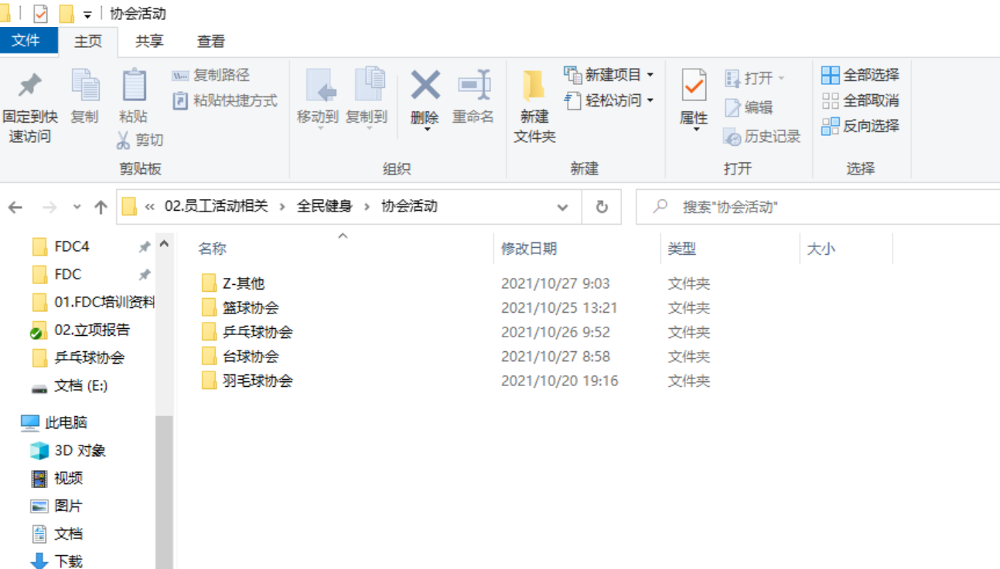 协会活动
文件 主页 共享 查看
固定到快速访问
复制
粘贴
复制路径
粘贴快捷方式
剪切
剪贴板
移动到
复制到
删除
重命名
组织
新建文件夹
新建项目
轻松访问
新建
属性
打开
编辑
历史记录
打开
全部选择
全部取消
反向选择
选择
« 02.员工活动相关 › 全民健身 › 协会活动
搜索"协会活动"
FDC4
FDC
01.FDC培训资料
02.立项报告
乒乓球协会
文档 (E:)
此电脑
3D 对象
视频
图片
文档
下载
名称 修改日期 类型 大小
Z-其他 2021/10/27 9:03 文件夹
篮球协会 2021/10/25 13:21 文件夹
乒乓球协会 2021/10/26 9:52 文件夹
台球协会 2021/10/27 8:58 文件夹
羽毛球协会 2021/10/20 19:16 文件夹